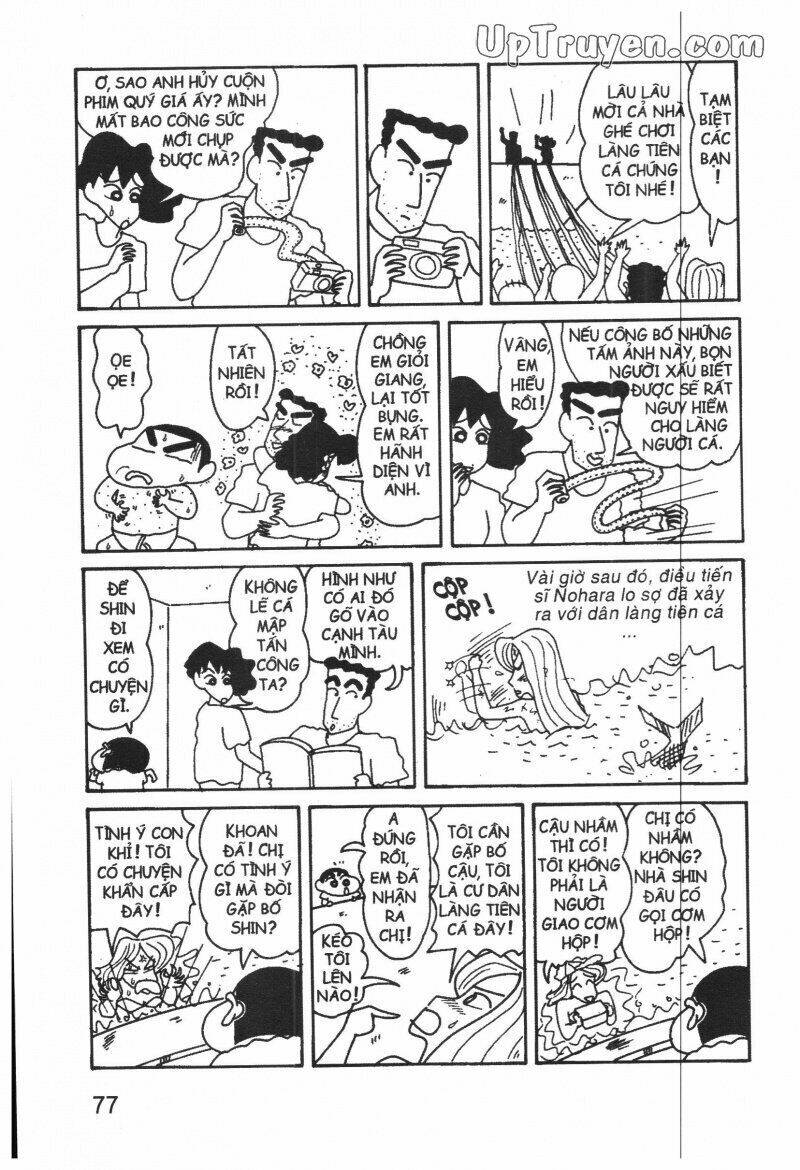 UpTruyen.com
TẠM
BIỆT
CÁC
BẠN
!
LÂU LÂU
MỜI CẢ NHÀ
GHÉ CHƠI
LÀNG TIÊN
CÁ CHÚNG
TÔI NHÉ!
Ơ, SAO ANH HỦY CUỘN
PHIM QUÝ GIÁ ẤY? MÌNH
MẤT BAO CÔNG SỨC
MỚI CHỤP
ĐƯỢC MÀ?
NẾU CÔNG BỐ NHỮNG
TẤM ẢNH NÀY, BỌN
NGƯỜI XẤU BIẾT
ĐƯỢC SẼ RẤT
NGUY HIỂM
CHO LÀNG
NGƯỜI CÁ.
VÂNG,
EM
HIỂU
RỒI!
CHỒNG
EM GIỎI
GIANG,
LẠI TỐT
BỤNG.
EM RẤT
HÃNH
DIỆN VÌ
ANH.
TẤT
NHIÊN
RỒI!
ỌE
ỌE!
Vài giờ sau đó, điều tiến
sĩ Nohara lo sợ đã xảy
ra với dân làng tiên cá
...
CỘP
CỘP!
HÌNH NHƯ
CÓ AI ĐÓ
GỐ VÀO
CẠNH TÀU
MÌNH.
KHÔNG
LẼ CÁ
MẬP
TẤN
CÔNG
TA?
ĐỂ
SHIN
ĐI
XEM
CÓ
CHUYỆN
GÌ.
CHỊ CÓ
NHẦM
KHÔNG?
NHÀ SHIN
ĐÂU CÓ
GỌI CƠM
HỘP!
CẬU NHẦM
THÌ CÓ!
TÔI KHÔNG
PHẢI LÀ
NGƯỜI
GIAO CƠM
HỘP!
TÔI CẦN
GẶP BỐ
CẬU, TÔI
LÀ CƯ DÂN
LÀNG TIÊN
CÁ ĐÂY!
A
ĐÚNG
RỒI,
EM ĐÃ
NHẬN
RA
CHỊ!
KÉO
TÔI
LÊN
NÀO!
KHOAN
ĐÃ! CHỊ
CÓ TÌNH Ý
GÌ MÀ ĐÒI
GẶP BỐ
SHIN?
TÌNH Ý CON
KHỈ! TÔI
CÓ CHUYỆN
KHẨN CẤP
ĐÂY!
77